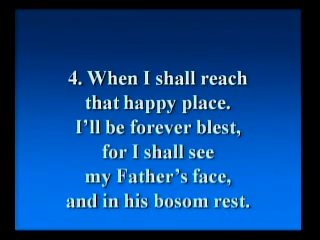 4. When I shall reach
that happy place.
I'll be forever blest,
for I shall see
my Father's face,
and in his bosom rest.